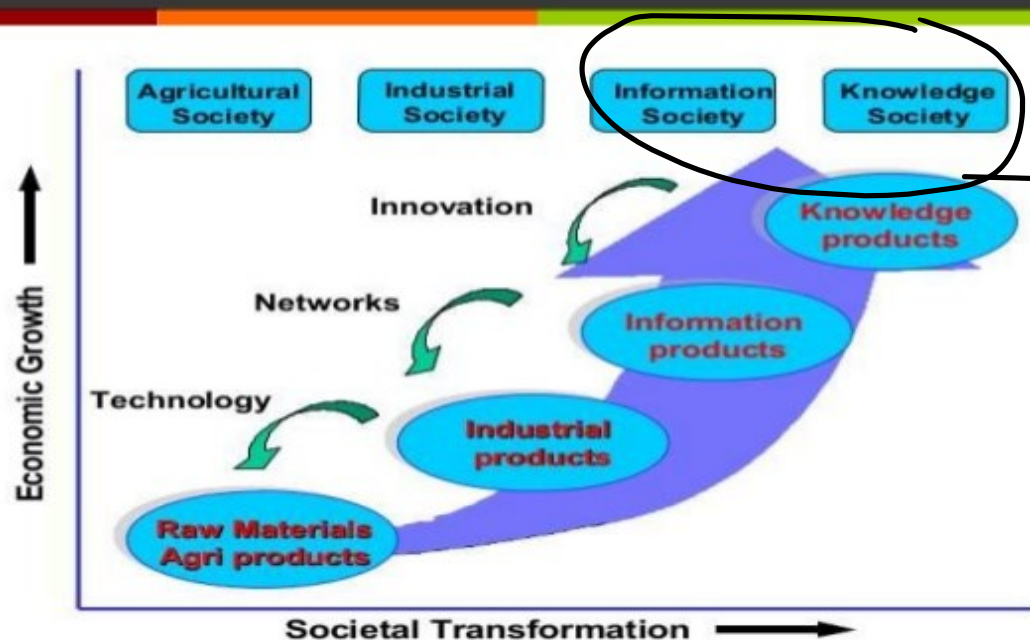 Agricultural
Society
Industrial
Society
Information
Society
Knowledge
Society
Innovation
Knowledge
products
Networks
Information
products
Technology
Industrial
products
Raw Materials
Agri products
Economic Growth
Societal Transformation